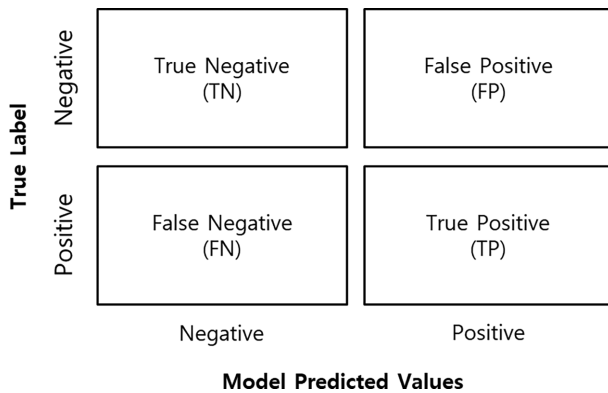 True Label
Negative
True Negative
(TN)
False Positive
(FP)
Positive
False Negative
(FN)
True Positive
(TP)
Negative
Positive
Model Predicted Values